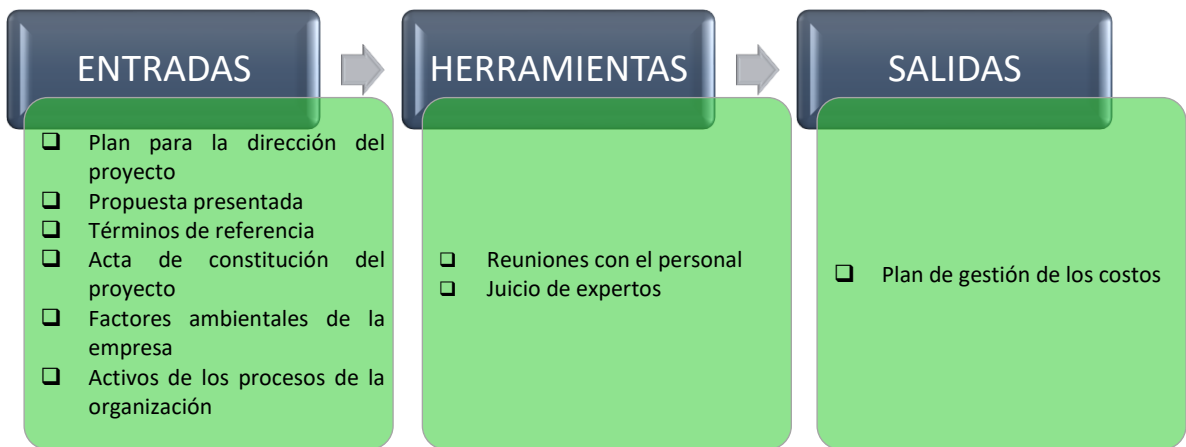 ENTRADAS
❑ Plan para la dirección del
proyecto
❑ Propuesta presentada
❑ Términos de referencia
❑ Acta de constitución del
proyecto
❑ Factores ambientales de la
empresa
❑ Activos de los procesos de la
organización
HERRAMIENTAS
❑ Reuniones con el personal
❑ Juicio de expertos
SALIDAS
❑ Plan de gestión de los costos